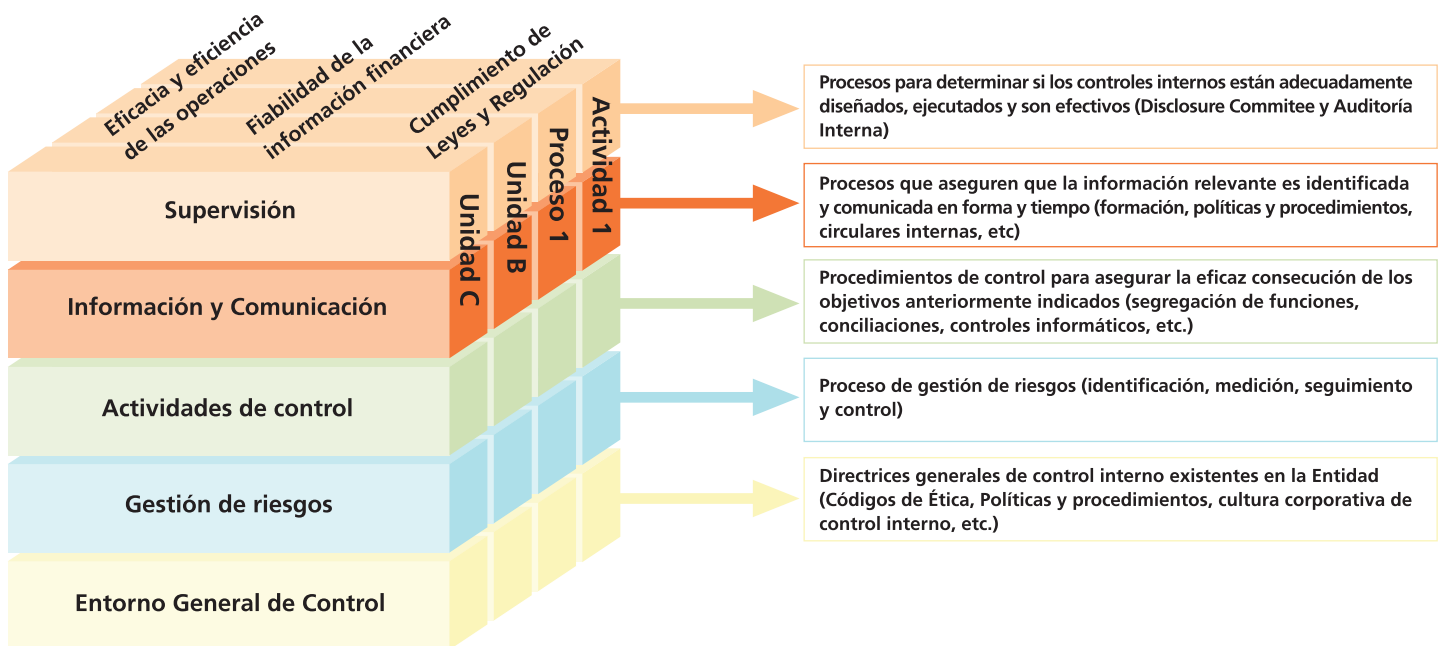 Eficacia y eficiencia
de las operaciones
Fiabilidad de la
información financiera
Cumplimiento de
Leyes y Regulación
Supervisión
Información y Comunicación
Actividades de control
Gestión de riesgos
Entorno General de Control
Unidad C
Unidad B
Proceso 1
Actividad 1
Procesos para determinar si los controles internos están adecuadamente
diseñados, ejecutados y son efectivos (Disclosure Commitee y Auditoría
Interna)
Procesos que aseguren que la información relevante es identificada
y comunicada en forma y tiempo (formación, políticas y procedimientos,
circulares internas, etc)
Procedimientos de control para asegurar la eficaz consecución de los
objetivos anteriormente indicados (segregación de funciones,
conciliaciones, controles informáticos, etc.)
Proceso de gestión de riesgos (identificación, medición, seguimiento
y control)
Directrices generales de control interno existentes en la Entidad
(Códigos de Ética, Políticas y procedimientos, cultura corporativa de
control interno, etc.)